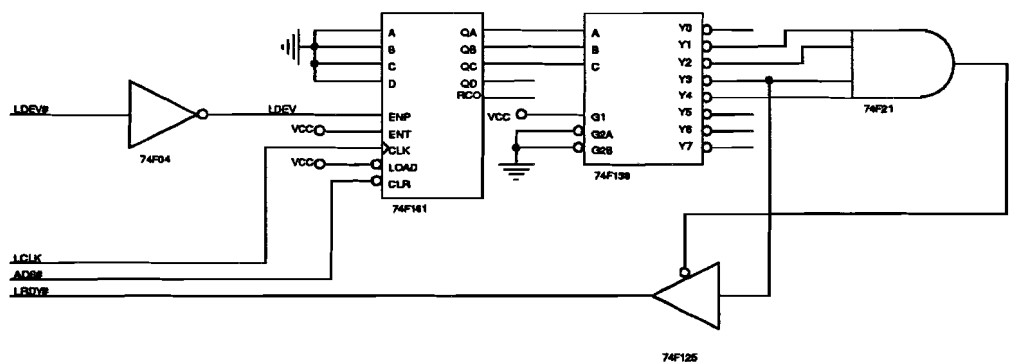 LDEV#
74F04
LDEV
VCC
VCC
A
B
C
D
ENP
ENT
CLK
LOAD
CLR
QA
QB
QC
QD
RCO
74F161
VCC
A
B
C
G1
G2A
G2B
Y0
Y1
Y2
Y3
Y4
Y5
Y6
Y7
74F138
74F21
LCLK
ADS#
LRDY#
74F125